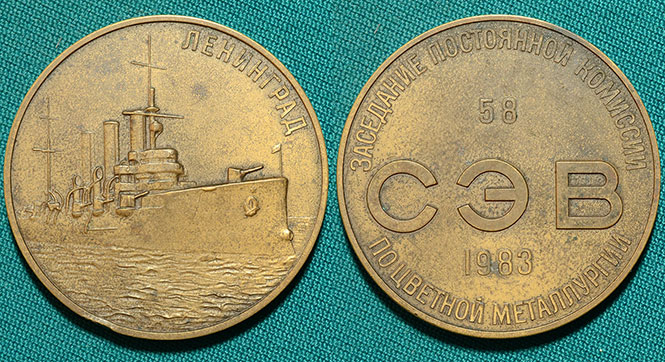 ЛЕНИНГРАД
ЗАСЕДАНИЕ ПОСТОЯННОЙ КОМИССИИ
58
СЭВ
1983
ПО ЦВЕТНОЙ МЕТАЛЛУРГИИ